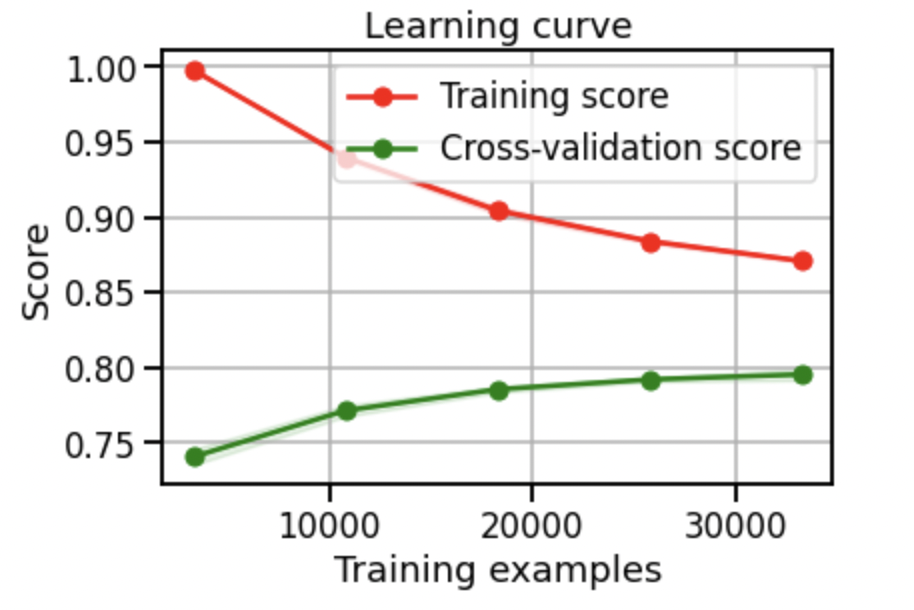 Learning curve
1.00
0.95
0.90
0.85
0.80
0.75
Score
Training score
Cross-validation score
10000 20000 30000
Training examples